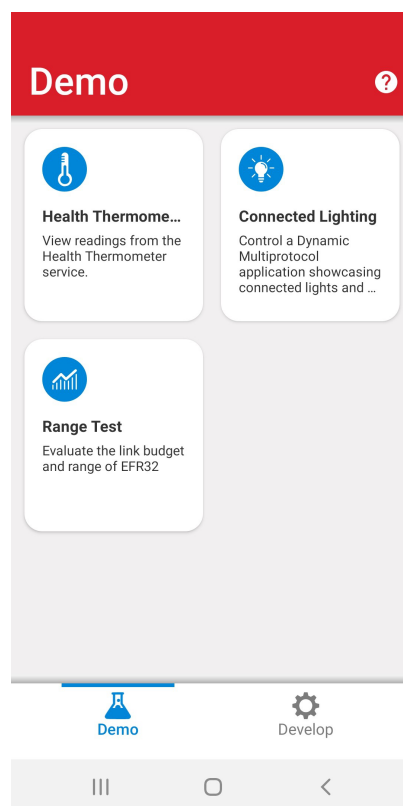 Demo
Health Thermome...
View readings from the
Health Thermometer
service.
Connected Lighting
Control a Dynamic
Multiprotocol
application showcasing
connected lights and ...
Range Test
Evaluate the link budget
and range of EFR32
Demo
Develop